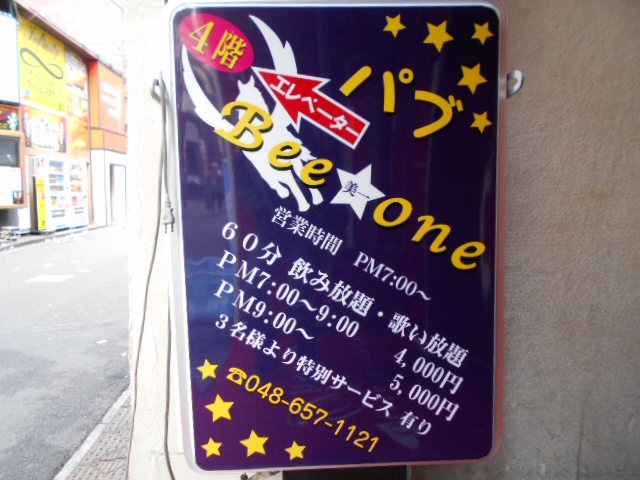 4階
エレベーター
パブ
Bee★one
美一
営業時間 PM7:00～
60分 飲み放題・歌い放題
PM7:00～9:00 4,000円
PM9:00～ 5,000円
3名様より特別サービス有り
☎048-657-1121